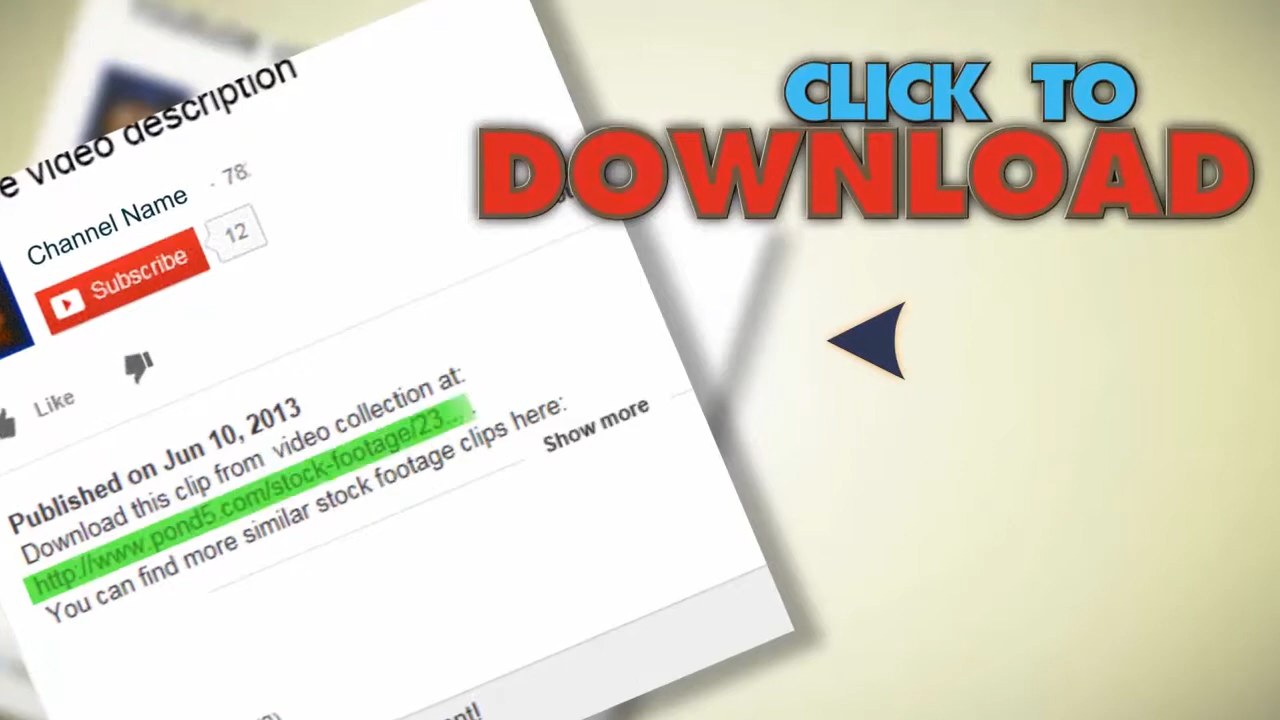 CLICK TO
DOWNLOAD
e video description
Channel Name
Subscribe
12
Like
Published on Jun 10, 2013
Download this clip from video collection at:
http://www.pond5.com/stock-footage/23...
You can find more similar stock footage clips here:
Show more